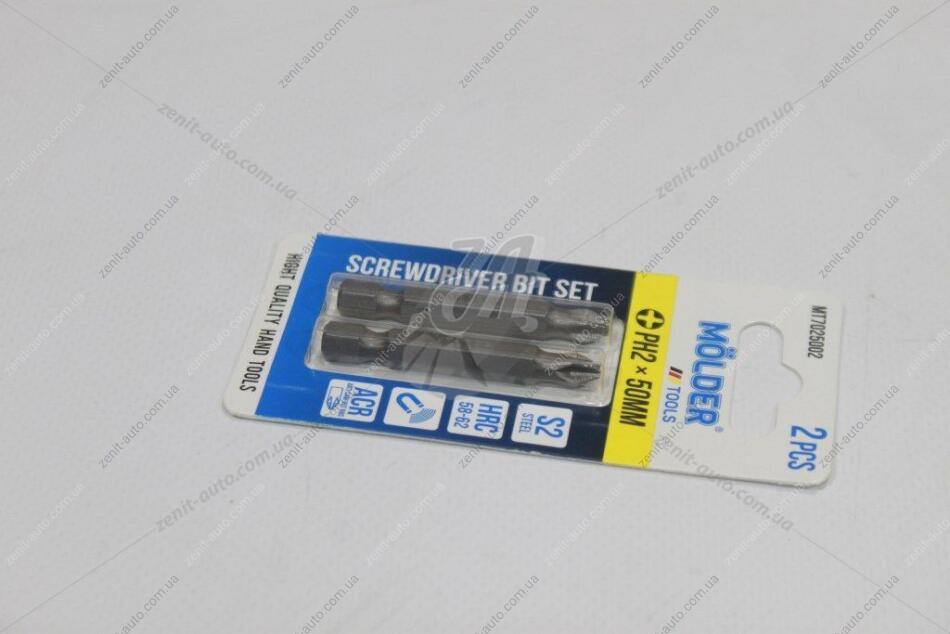 SCREWDRIVER BIT SET
HIGHT QUALITY HAND TOOLS
ACR
HRC
58-62
S2
STEEL
PH2 × 50MM
MÖLDER®
TOOLS
MT7025002
2 PCS
zenit-auto.com.ua